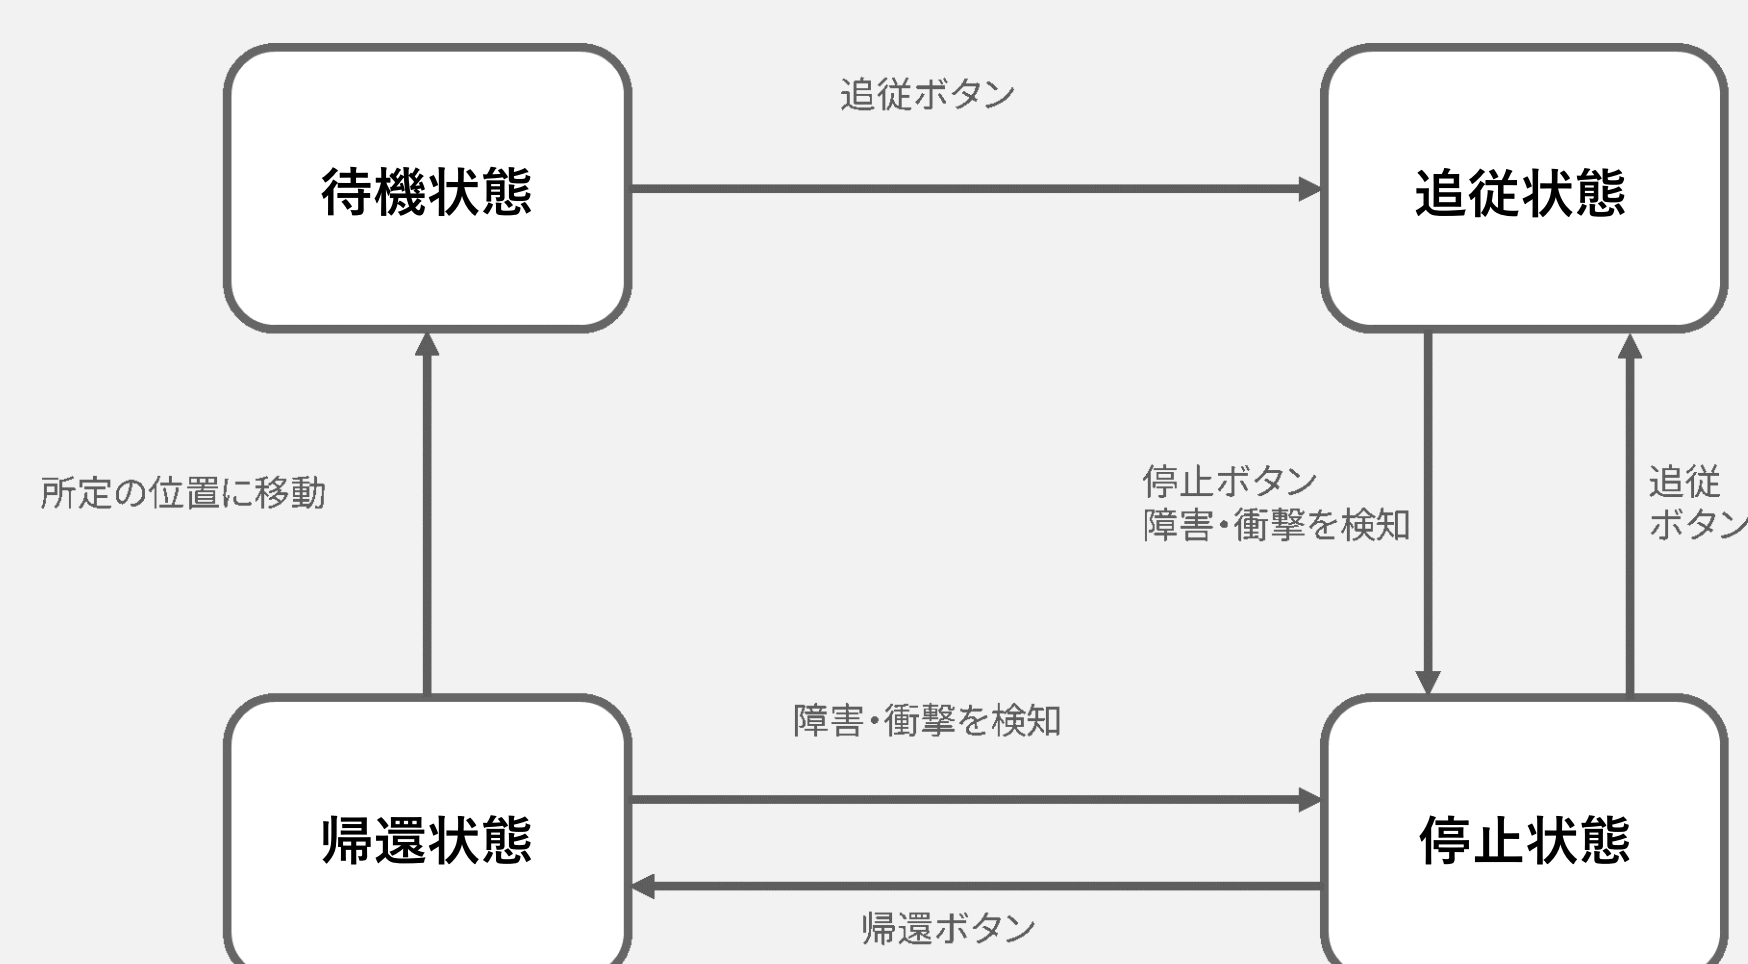 待機状態
追従ボタン
追従状態
所定の位置に移動
停止ボタン
障害・衝撃を検知
追従
ボタン
障害・衝撃を検知
帰還状態
停止状態
帰還ボタン